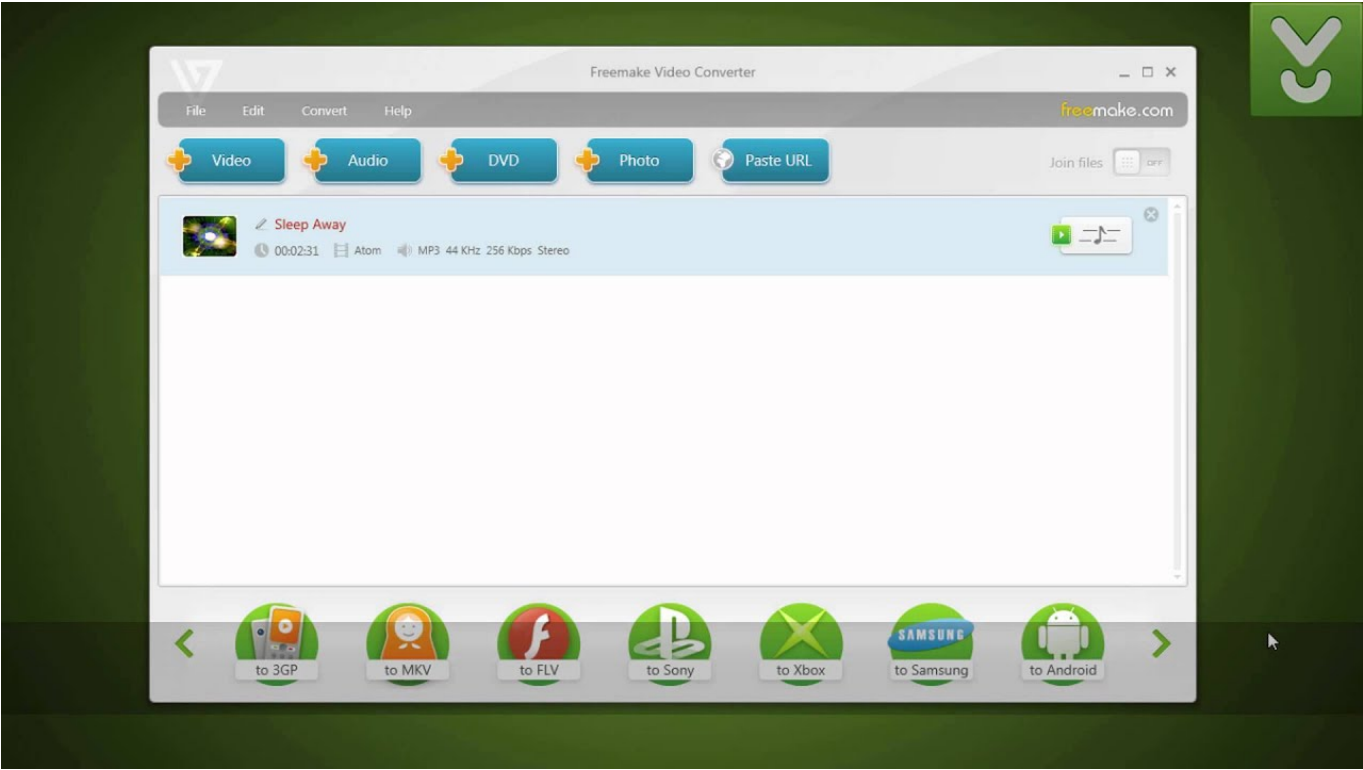 Freemake Video Converter
File Edit Convert Help freemake.com
Video Audio DVD Photo Paste URL Join files OFF
Sleep Away
00:02:31 Atom MP3 44 KHz 256 Kbps Stereo
SAMSUNG
to 3GP to MKV to FLV to Sony to Xbox to Samsung to Android